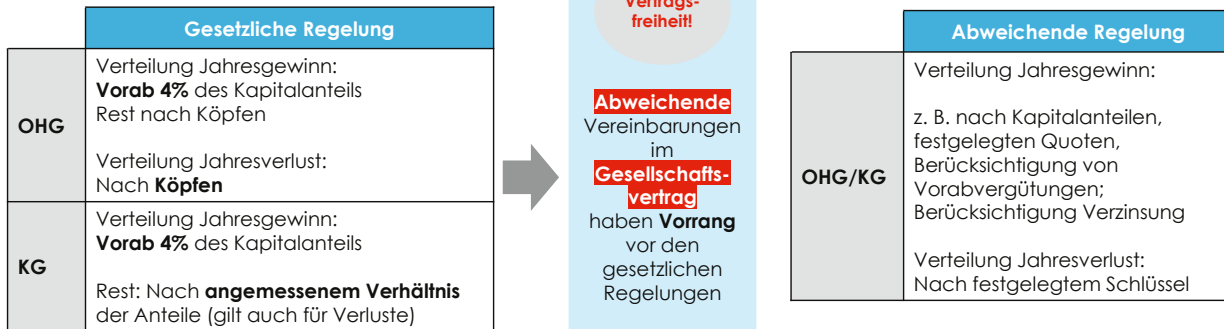 Gesetzliche Regelung
OHG
Verteilung Jahresgewinn:
Vorab 4% des Kapitalanteils
Rest nach Köpfen
Verteilung Jahresverlust:
Nach Köpfen
KG
Verteilung Jahresgewinn:
Vorab 4% des Kapitalanteils
Rest: Nach angemessenem Verhältnis
der Anteile (gilt auch für Verluste)
Vertrags-
freiheit!
Abweichende
Vereinbarungen
im
Gesellschafts-
vertrag
haben Vorrang
vor den
gesetzlichen
Regelungen
Abweichende Regelung
OHG/KG
Verteilung Jahresgewinn:
z. B. nach Kapitalanteilen,
festgelegten Quoten,
Berücksichtigung von
Vorabvergütungen;
Berücksichtigung Verzinsung
Verteilung Jahresverlust:
Nach festgelegtem Schlüssel